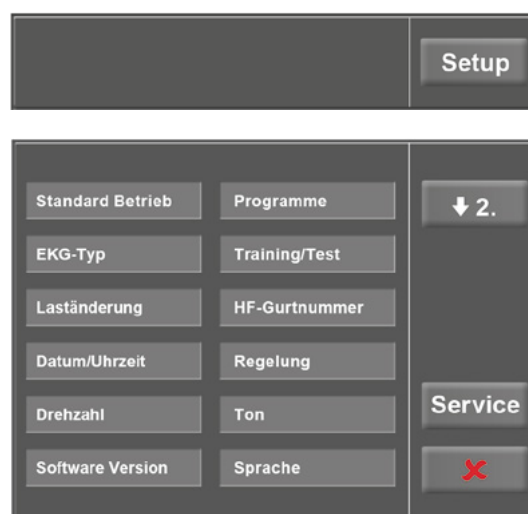 Setup
Standard Betrieb
Programme
2.
EKG-Typ
Training/Test
Laständerung
HF-Gurtnummer
Datum/Uhrzeit
Regelung
Drehzahl
Ton
Service
Software Version
Sprache